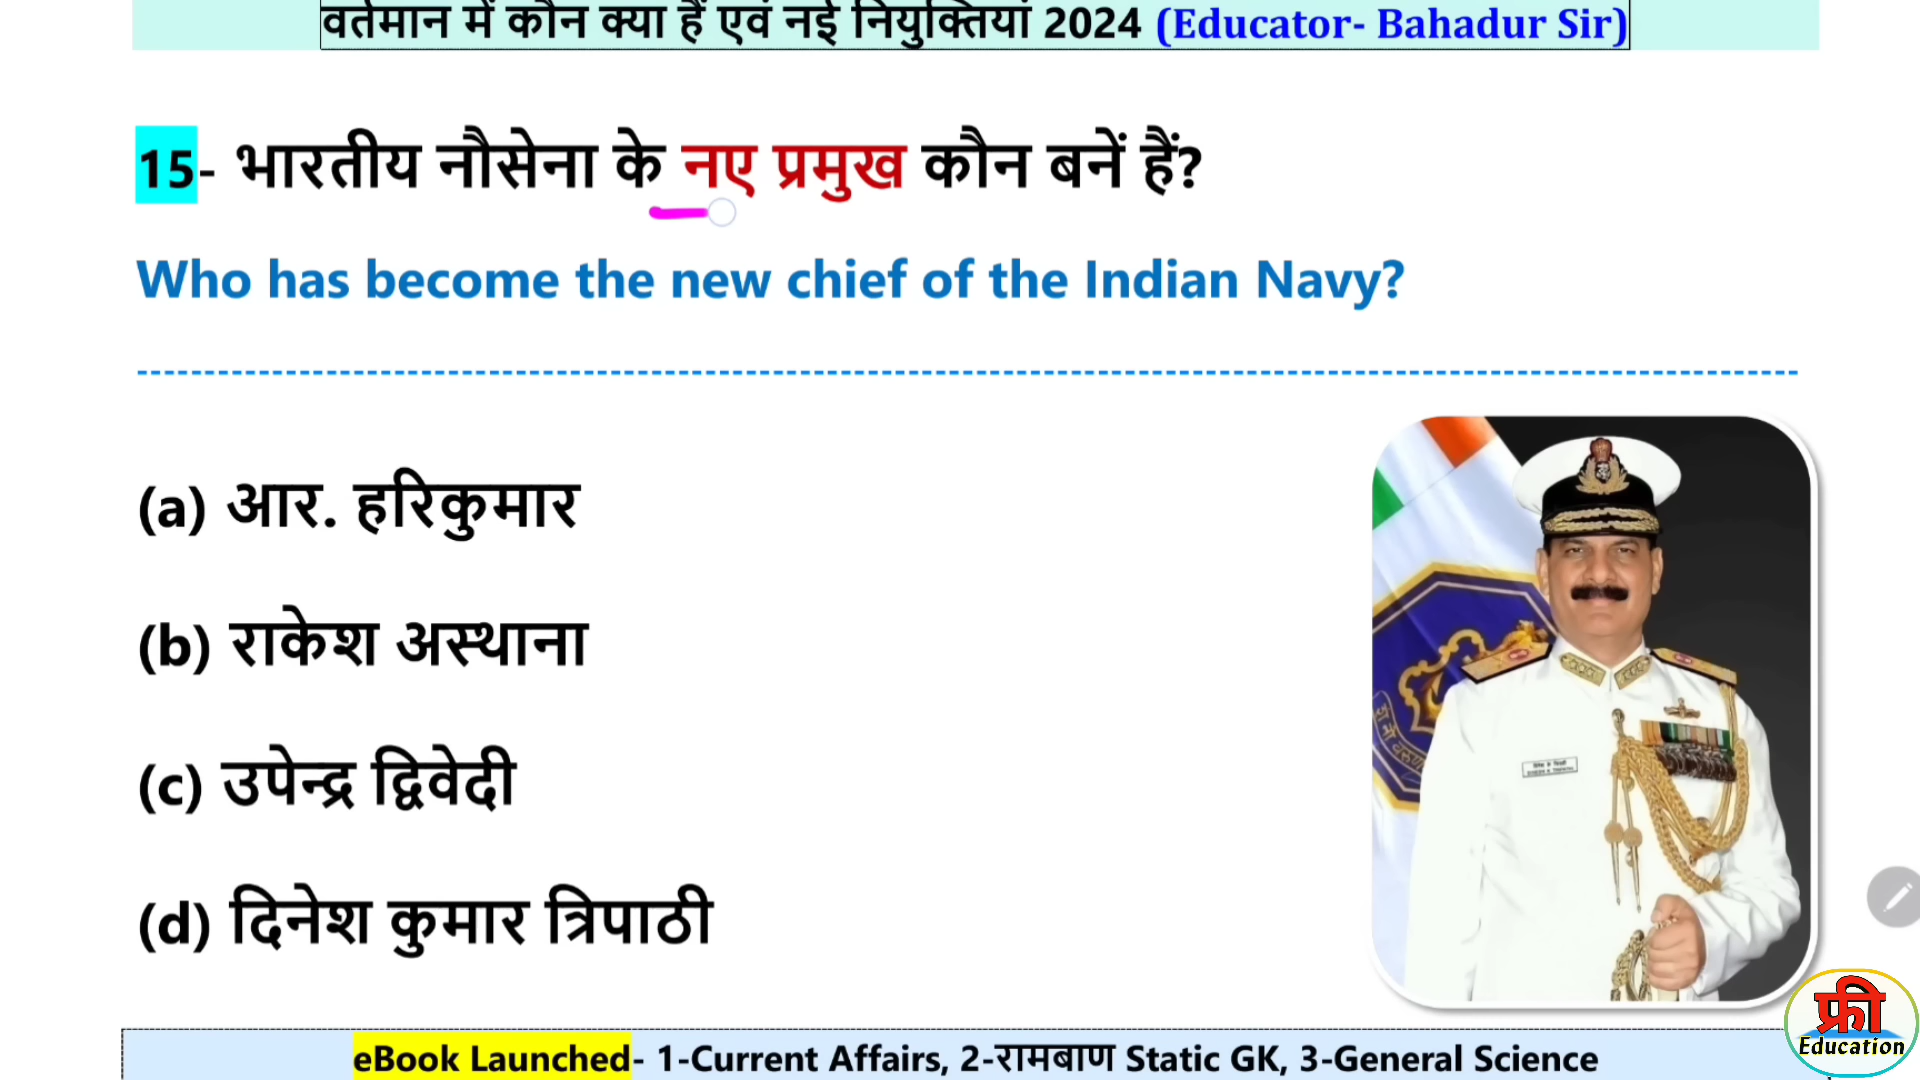 वर्तमान में कौन क्या हैं एवं नई नियुक्तियां 2024 (Educator- Bahadur Sir)
15- भारतीय नौसेना के नए प्रमुख कौन बनें हैं?
Who has become the new chief of the Indian Navy?
(a) आर. हरिकुमार
(b) राकेश अस्थाना
(c) उपेन्द्र द्विवेदी
(d) दिनेश कुमार त्रिपाठी
eBook Launched- 1-Current Affairs, 2-रामबाण Static GK, 3-General Science
फ्री
Education